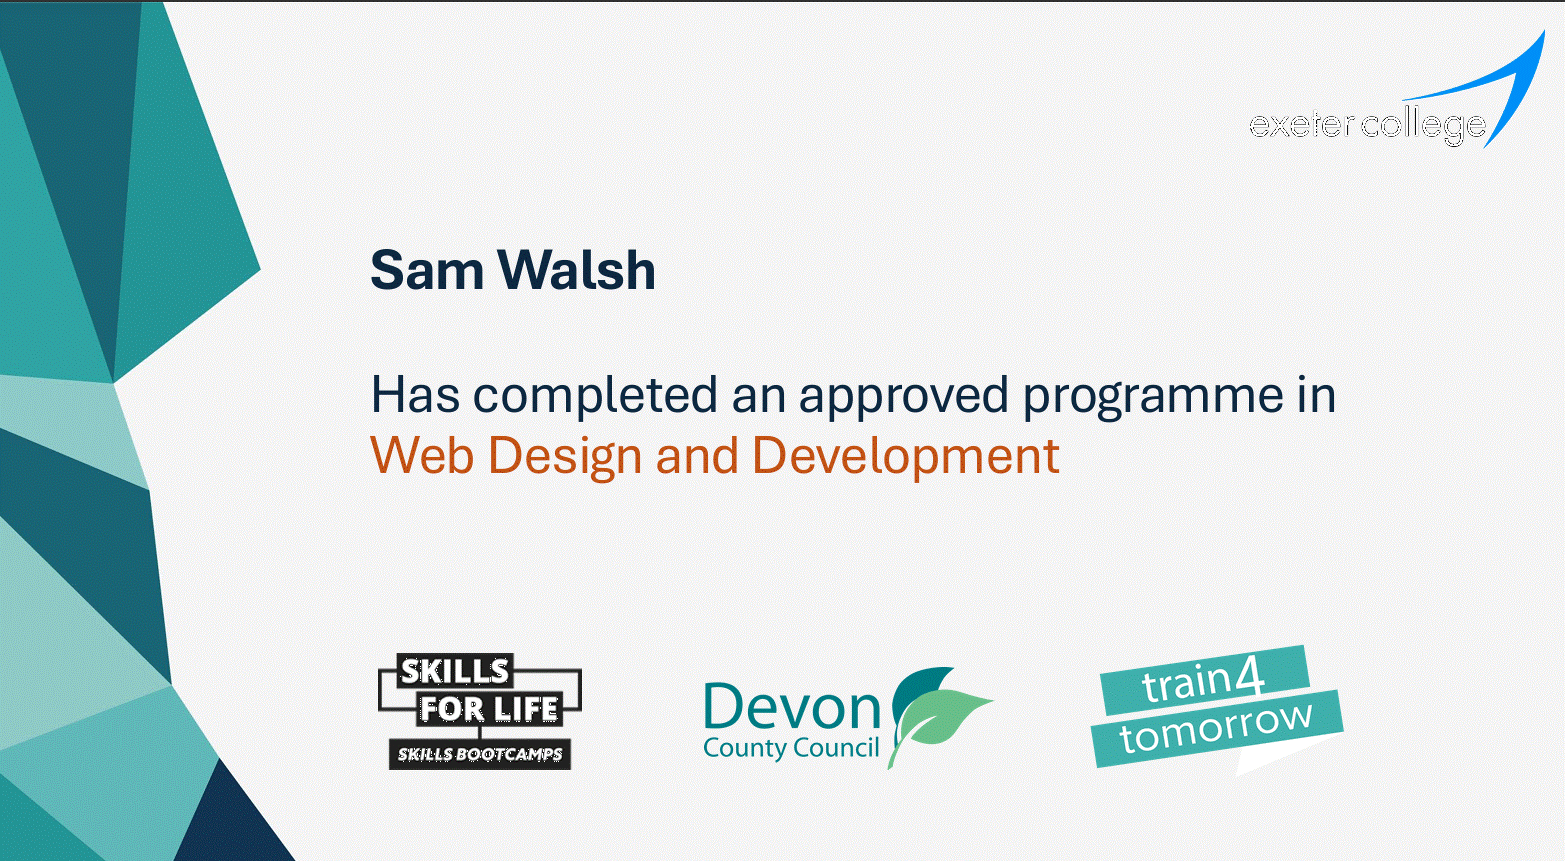 exeter college
Sam Walsh
Has completed an approved programme in
Web Design and Development
SKILLS
FOR LIFE
SKILLS BOOTCAMPS
Devon
County Council
train4
tomorrow